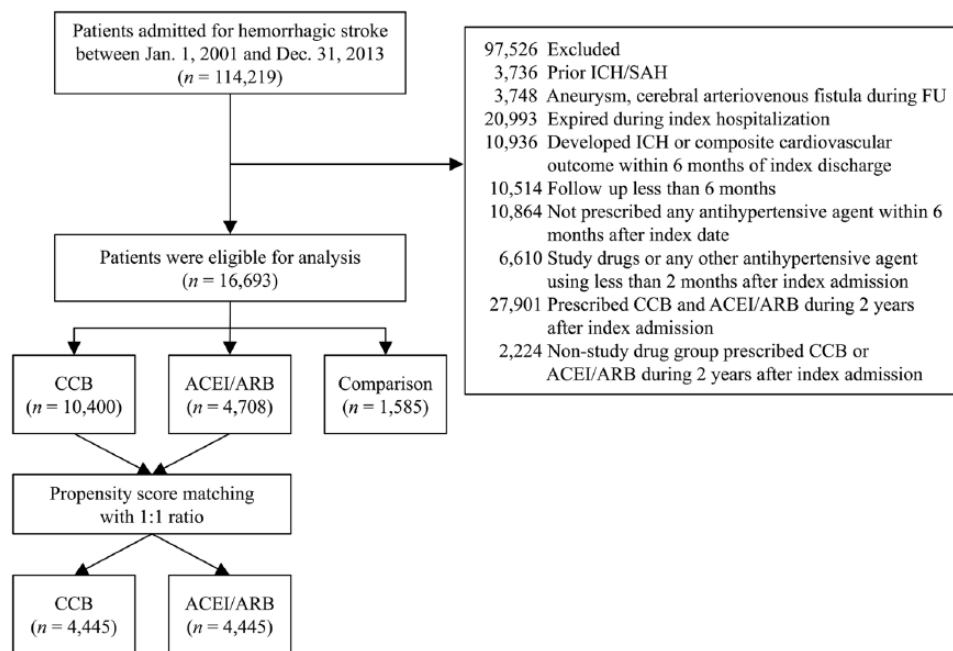 Patients admitted for hemorrhagic stroke
between Jan. 1, 2001 and Dec. 31, 2013
(n = 114,219)
97,526 Excluded
3,736 Prior ICH/SAH
3,748 Aneurysm, cerebral arteriovenous fistula during FU
20,993 Expired during index hospitalization
10,936 Developed ICH or composite cardiovascular
outcome within 6 months of index discharge
10,514 Follow up less than 6 months
10,864 Not prescribed any antihypertensive agent within 6
months after index date
6,610 Study drugs or any other antihypertensive agent
using less than 2 months after index admission
27,901 Prescribed CCB and ACEI/ARB during 2 years
after index admission
2,224 Non-study drug group prescribed CCB or
ACEI/ARB during 2 years after index admission
Patients were eligible for analysis
(n = 16,693)
CCB
(n = 10,400)
ACEI/ARB
(n = 4,708)
Comparison
(n = 1,585)
Propensity score matching
with 1:1 ratio
CCB
(n = 4,445)
ACEI/ARB
(n = 4,445)